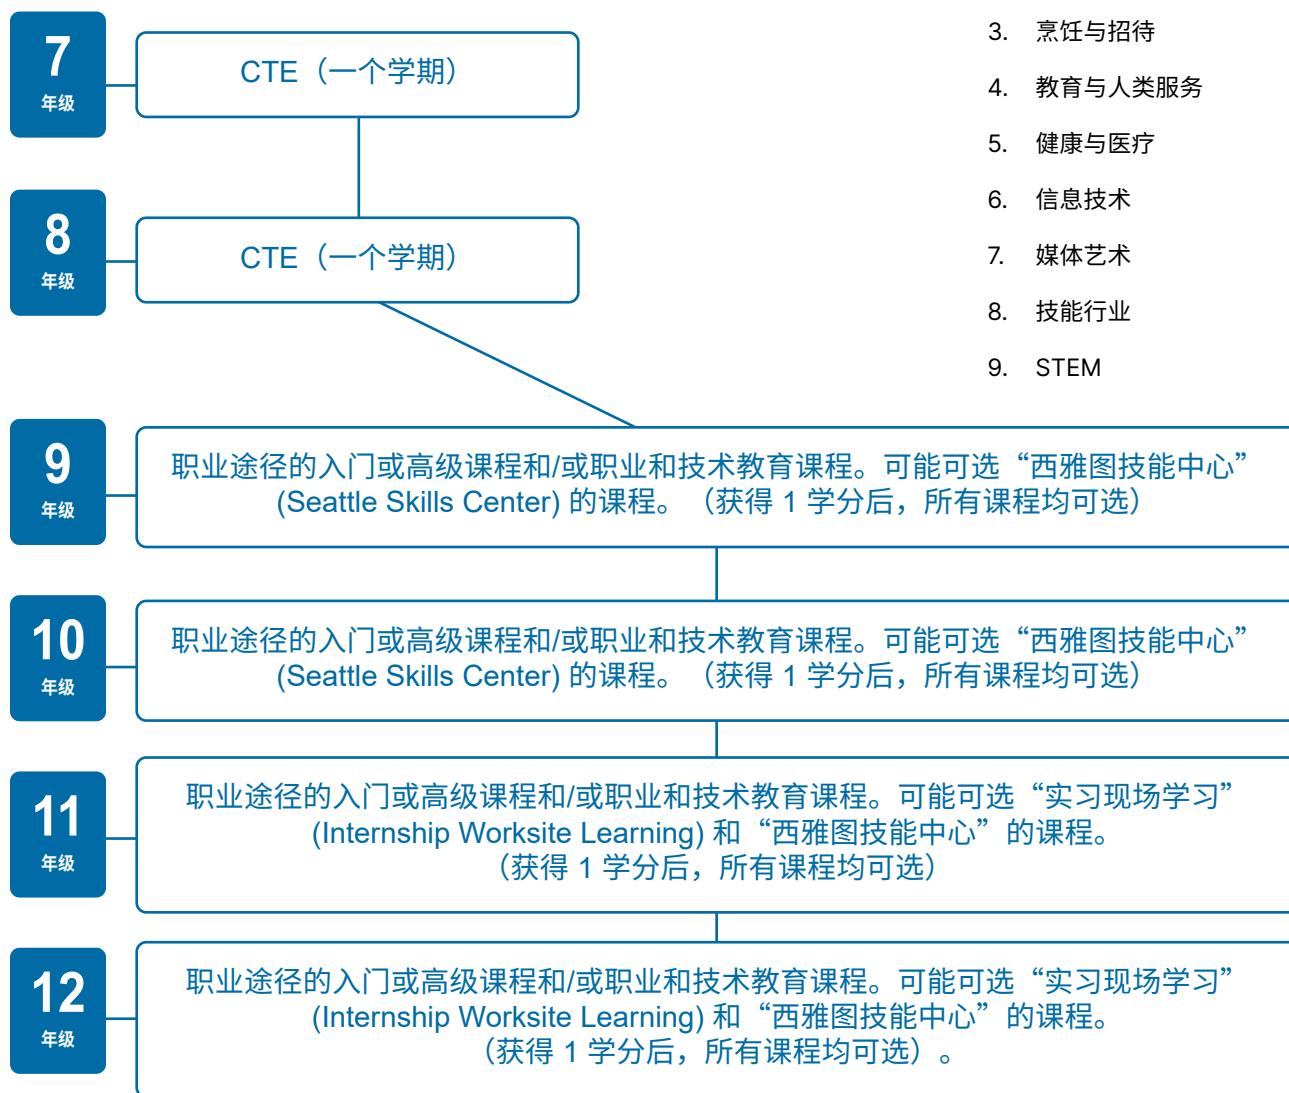 7
年级
CTE（一个学期）
8
年级
CTE（一个学期）
3. 烹饪与招待
4. 教育与人类服务
5. 健康与医疗
6. 信息技术
7. 媒体艺术
8. 技能行业
9. STEM
9
年级
职业途径的入门或高级课程和/或职业和技术教育课程。可能可选“西雅图技能中心”
(Seattle Skills Center) 的课程。（获得 1 学分后，所有课程均可选）
10
年级
职业途径的入门或高级课程和/或职业和技术教育课程。可能可选“西雅图技能中心”
(Seattle Skills Center) 的课程。（获得 1 学分后，所有课程均可选）
11
年级
职业途径的入门或高级课程和/或职业和技术教育课程。可能可选“实习现场学习”
(Internship Worksite Learning) 和“西雅图技能中心”的课程。
（获得 1 学分后，所有课程均可选）
12
年级
职业途径的入门或高级课程和/或职业和技术教育课程。可能可选“实习现场学习”
(Internship Worksite Learning) 和“西雅图技能中心”的课程。
（获得 1 学分后，所有课程均可选）。